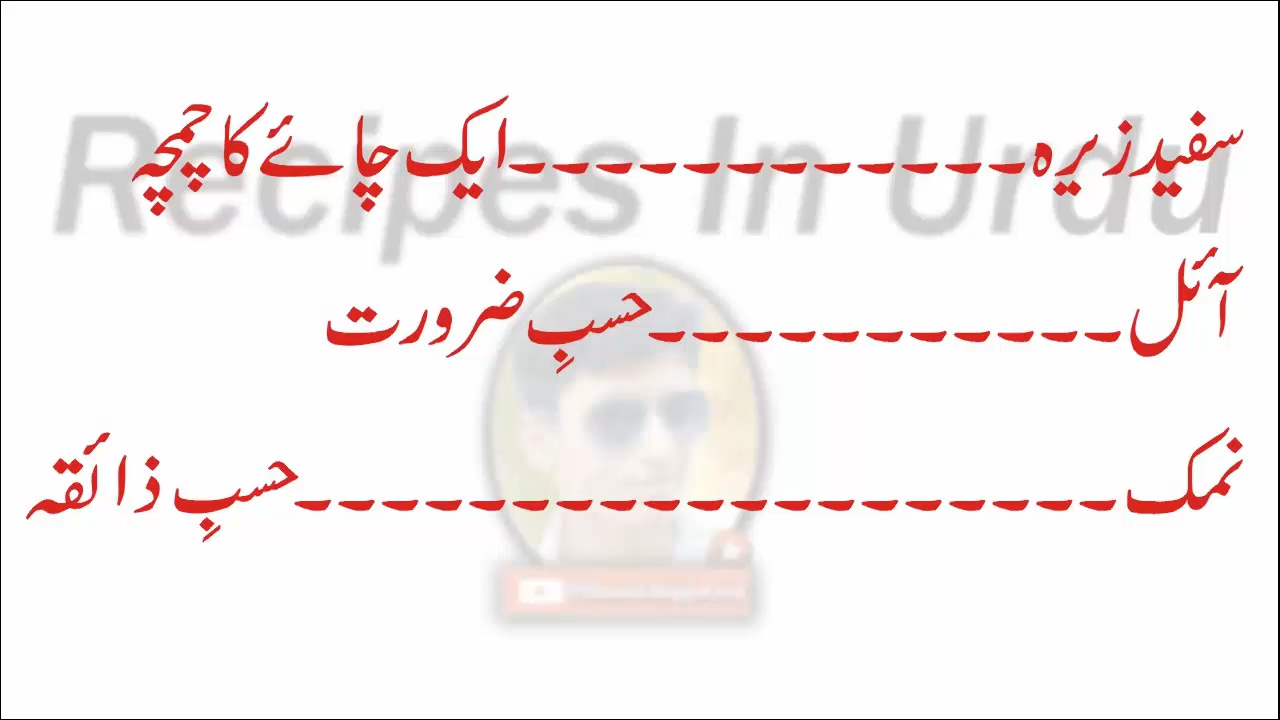 Recipes In Urdu
سفید زیرہ۔۔۔۔۔۔۔۔۔۔۔۔ایک چائے کا چمچہ
آئل۔۔۔۔۔۔۔۔۔۔۔حسبِ ضرورت
نمک۔۔۔۔۔۔۔۔۔۔۔۔۔۔۔۔۔۔۔حسبِ ذائقہ